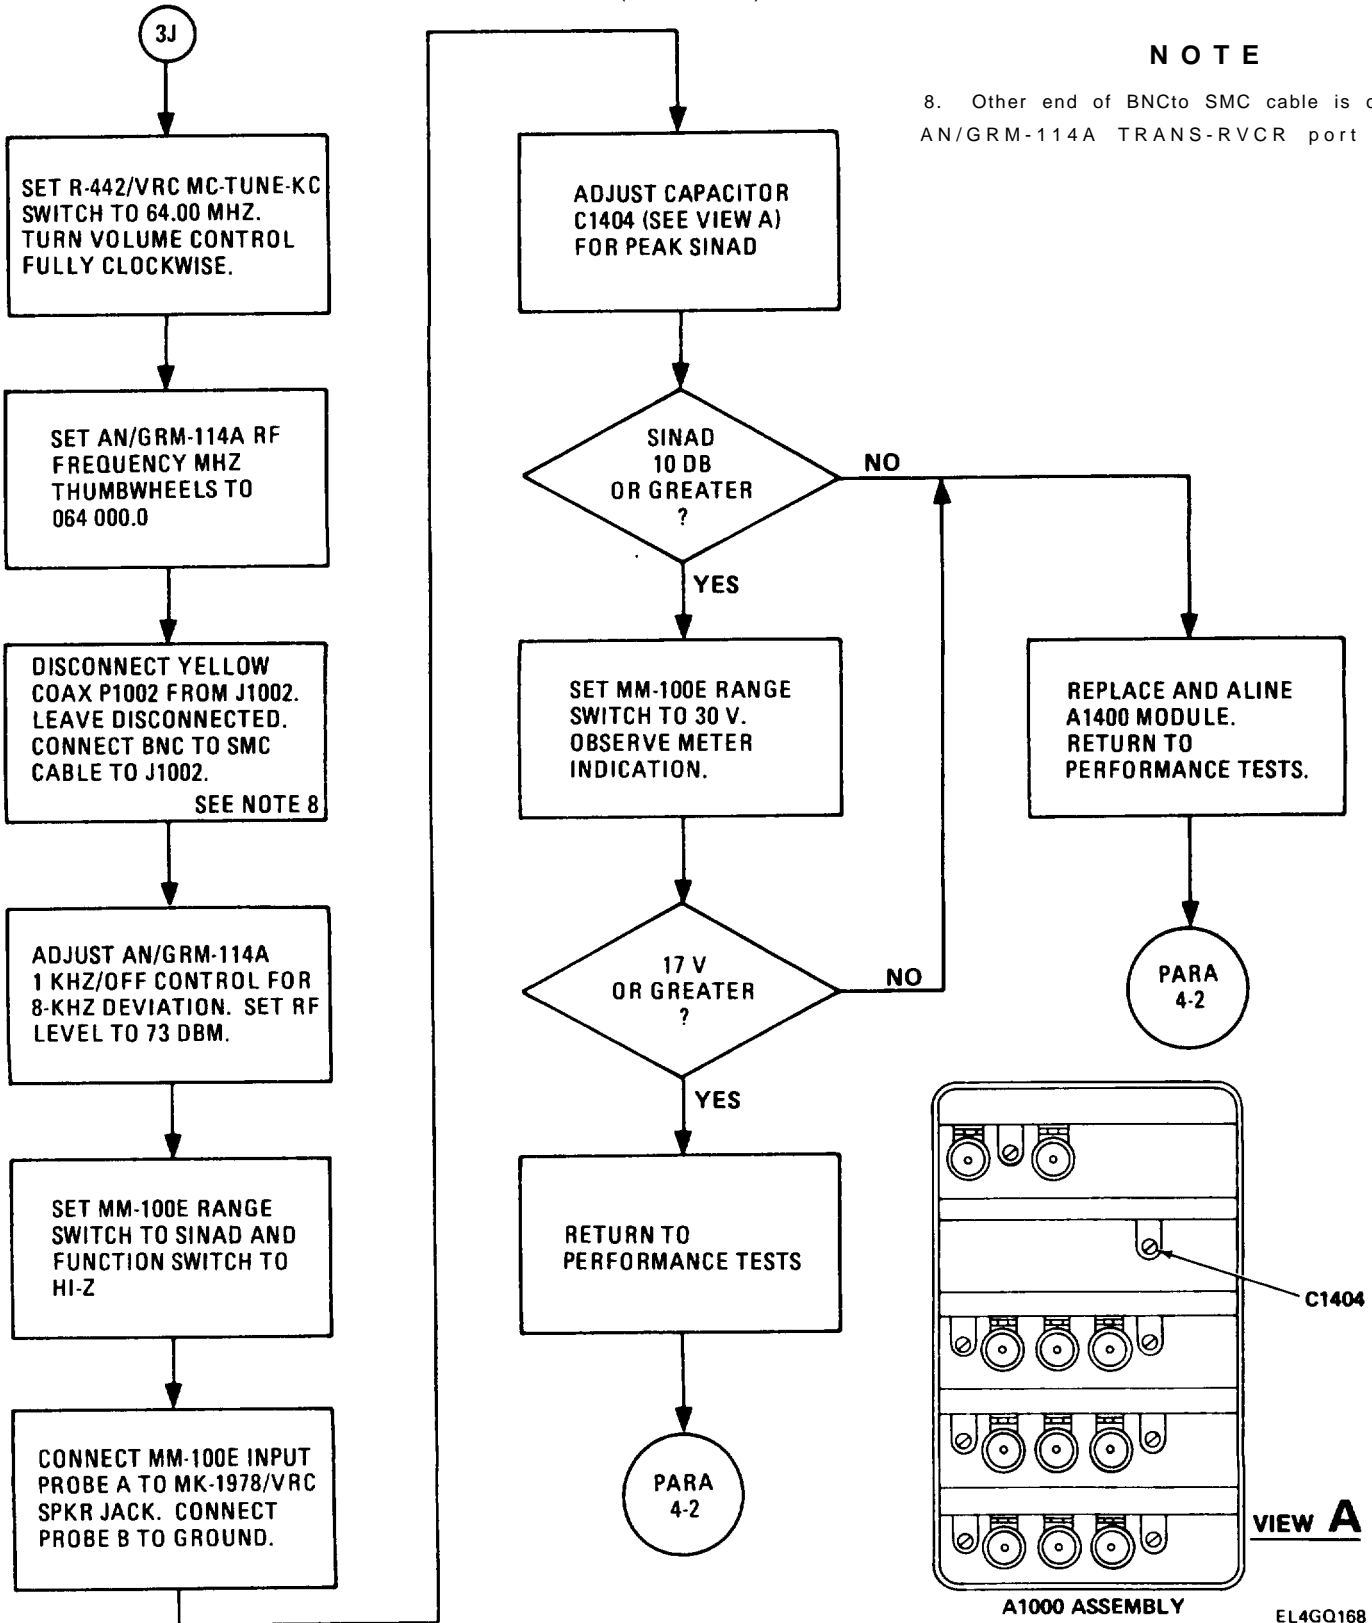 3J
SET R-442/VRC MC-TUNE-KC
SWITCH TO 64.00 MHZ.
TURN VOLUME CONTROL
FULLY CLOCKWISE.
SET AN/GRM-114A RF
FREQUENCY MHZ
THUMBWHEELS TO
064 000.0
DISCONNECT YELLOW
COAX P1002 FROM J1002.
LEAVE DISCONNECTED.
CONNECT BNC TO SMC
CABLE TO J1002.
SEE NOTE 8
ADJUST AN/GRM-114A
1 KHZ/OFF CONTROL FOR
8-KHZ DEVIATION. SET RF
LEVEL TO 73 DBM.
SET MM-100E RANGE
SWITCH TO SINAD AND
FUNCTION SWITCH TO
HI-Z
CONNECT MM-100E INPUT
PROBE A TO MK-1978/VRC
SPKR JACK. CONNECT
PROBE B TO GROUND.
ADJUST CAPACITOR
C1404 (SEE VIEW A)
FOR PEAK SINAD
SINAD
10 DB
OR GREATER
?
NO
YES
SET MM-100E RANGE
SWITCH TO 30 V.
OBSERVE METER
INDICATION.
17 V
OR GREATER
?
NO
YES
RETURN TO
PERFORMANCE TESTS
PARA
4-2
NOTE
8. Other end of BNCto SMC cable is
AN/GRM-114A TRANS-RVCR port
REPLACE AND ALINE
A1400 MODULE.
RETURN TO
PERFORMANCE TESTS.
PARA
4-2
C1404
VIEW A
A1000 ASSEMBLY
EL4GQ168